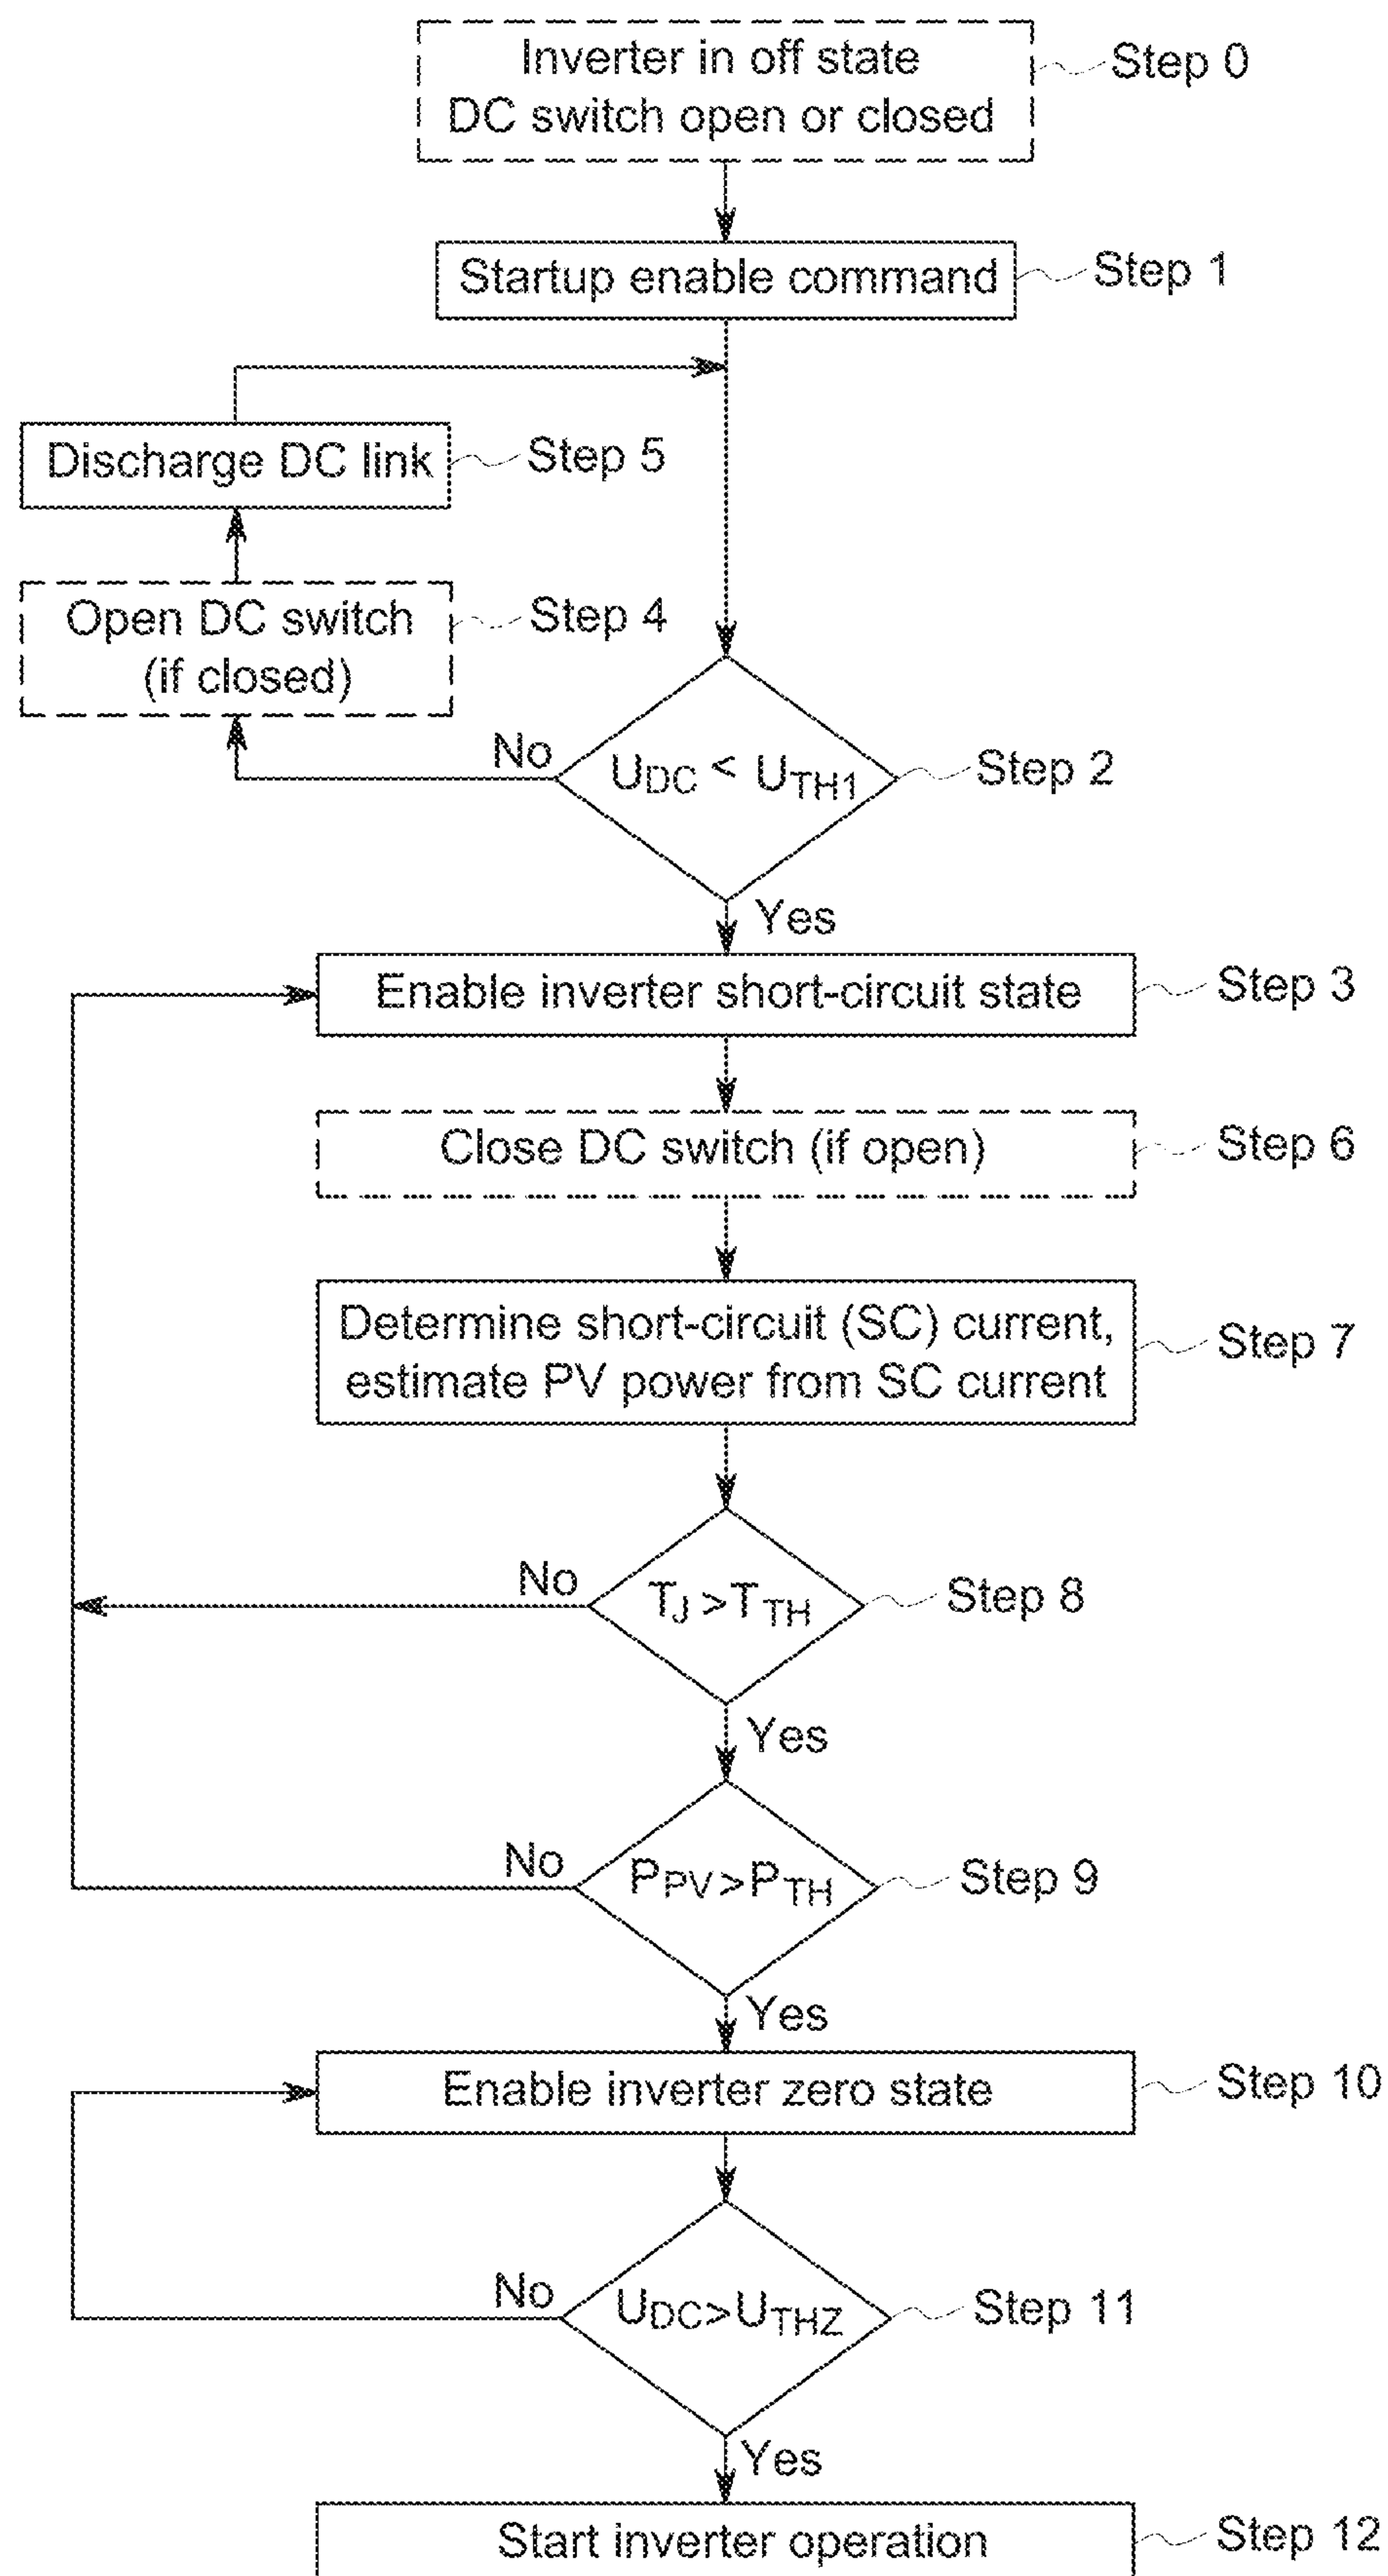 Inverter in off state
DC switch open or closed
Step 0
Startup enable command
Step 1
Discharge DC link
Step 5
Open DC switch
(if closed)
Step 4
No
UDC < UTH1
Step 2
Yes
Enable inverter short-circuit state
Step 3
Close DC switch (if open)
Step 6
Determine short-circuit (SC) current,
estimate PV power from SC current
Step 7
No
TJ >TTH
Step 8
Yes
No
PPV>PTH
Step 9
Yes
Enable inverter zero state
Step 10
No
UDC>UTHZ
Step 11
Yes
Start inverter operation
Step 12